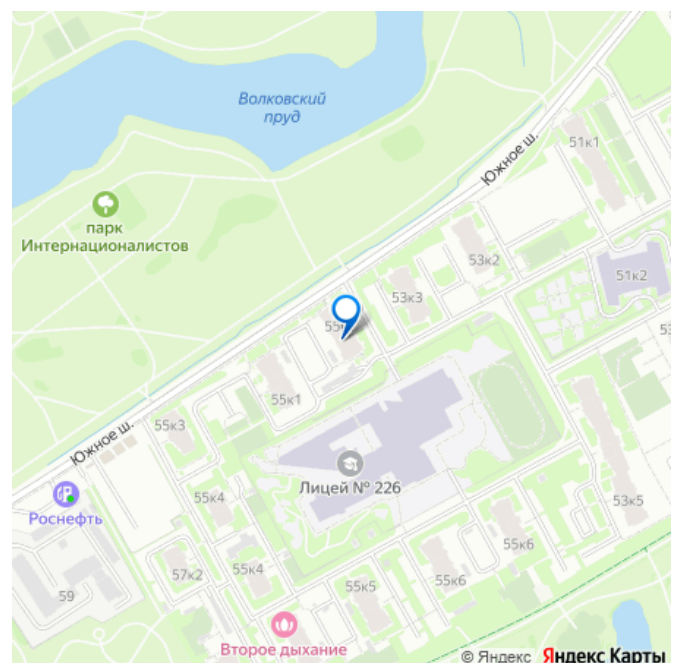 Волковский
пруд
51к1
Южное ш.
парк
Интернационалистов
53к2
51к2
53к3
55к1
55к3
Южное ш.
Лицей № 226
55к4
Роснефть
53к5
55к6
57к2
55к4
55к5
55к6
59
Второе дыхание
© Яндекс Яндекс Карты